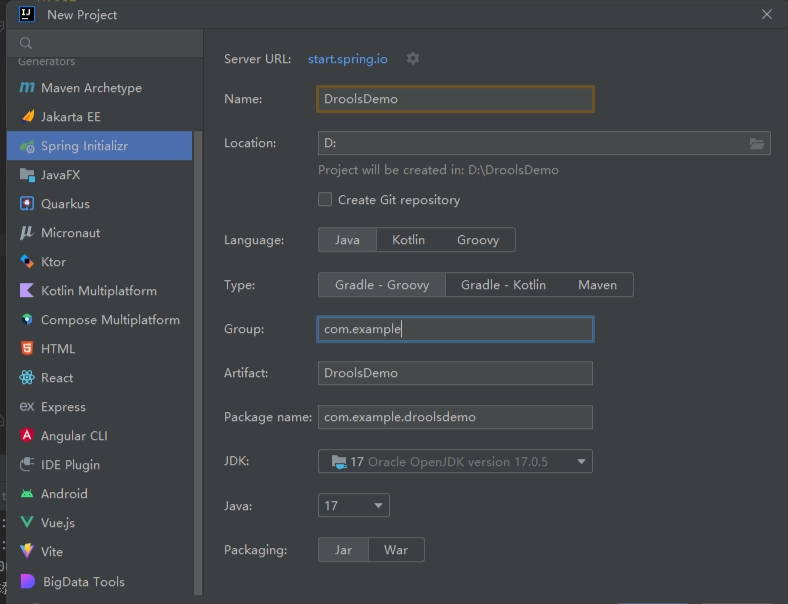 New Project
Generators
Maven Archetype
Jakarta EE
Spring Initializr
JavaFX
Quarkus
Micronaut
Ktor
Kotlin Multiplatform
Compose Multiplatform
HTML
React
ex Express
Angular CLI
IDE Plugin
Android
Vue.js
Vite
BigData Tools
Server URL: start.spring.io
Name: DroolsDemo
Location: D:
Project will be created in: D:\DroolsDemo
Create Git repository
Language: Java Kotlin Groovy
Type: Gradle - Groovy Gradle - Kotlin Maven
Group: com.example
Artifact: DroolsDemo
Package name: com.example.droolsdemo
JDK: 17 Oracle OpenJDK version 17.0.5
Java: 17
Packaging: Jar War